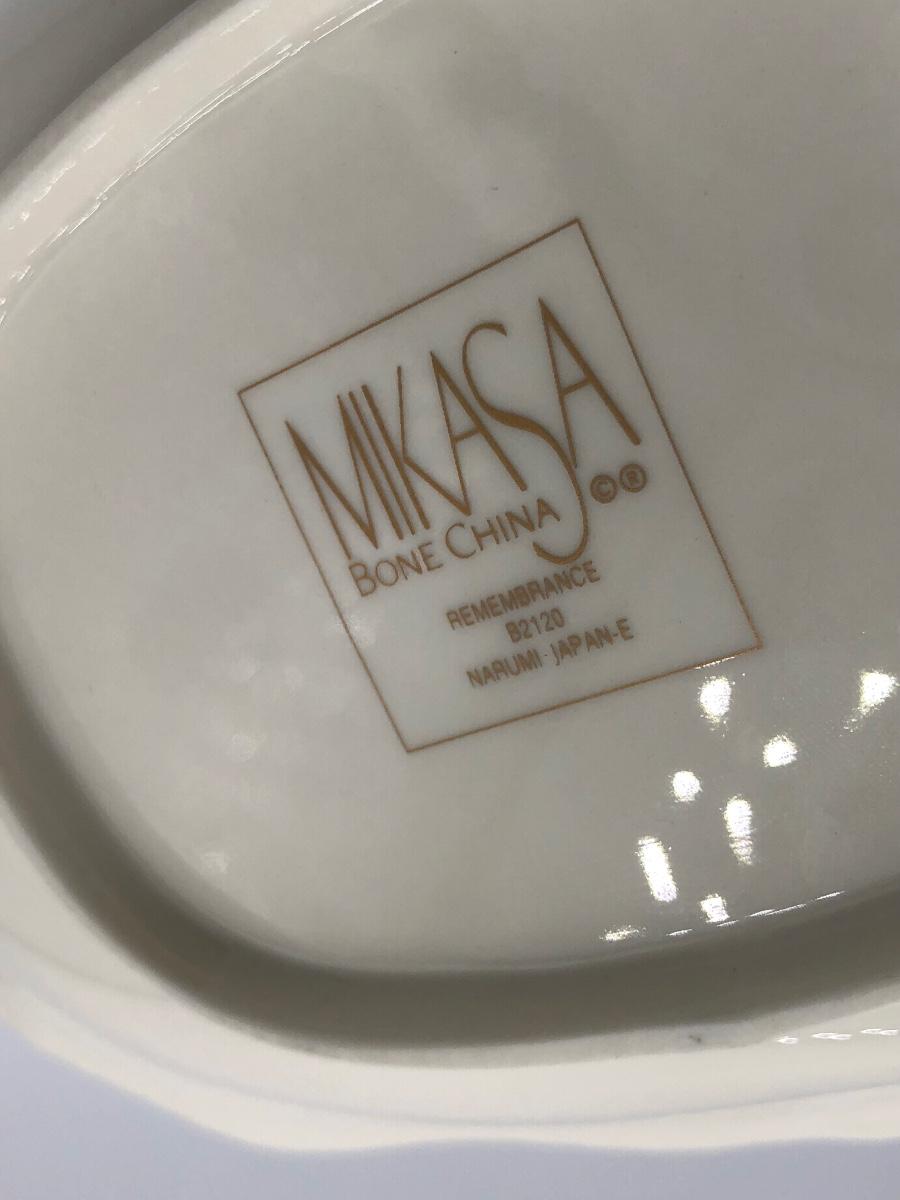 MIKASA
BONE CHINA ©®
REMEMBRANCE
B2120
NARUMI·JAPAN-E